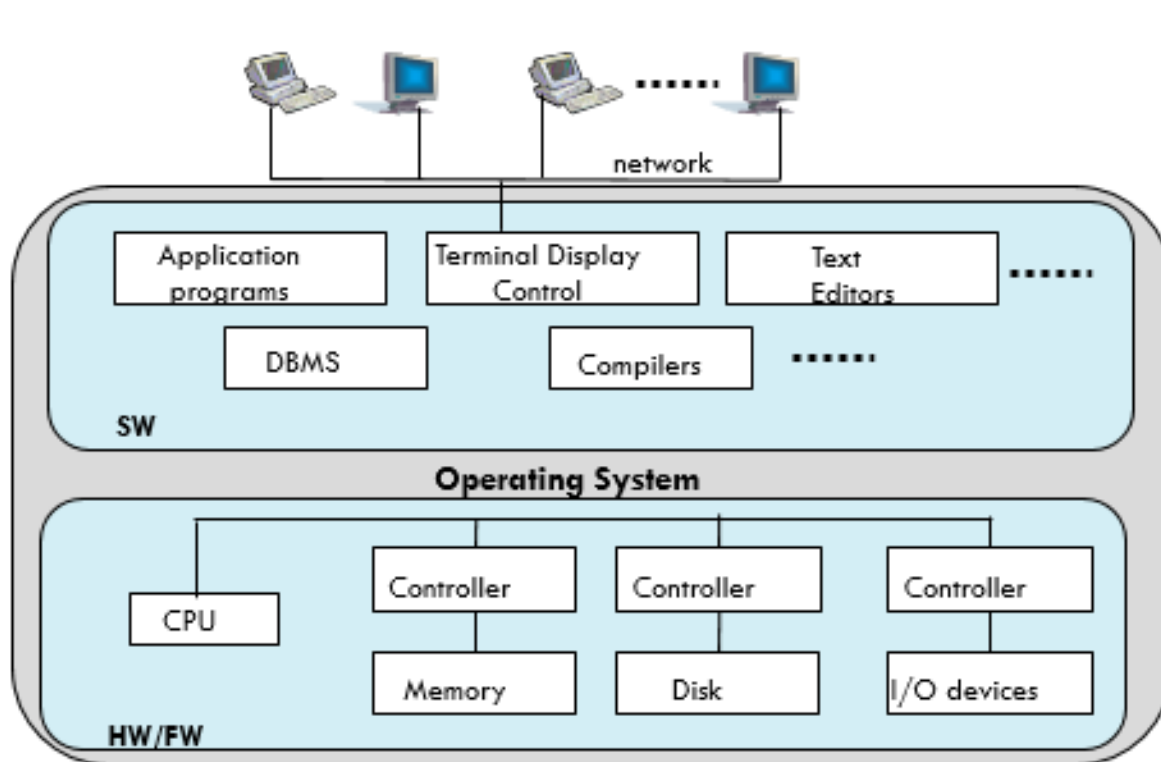 network
Application
programs
Terminal Display
Control
Text
Editors
DBMS
Compilers
SW
Operating System
CPU
Controller
Controller
Controller
Memory
Disk
I/O devices
HW/FW